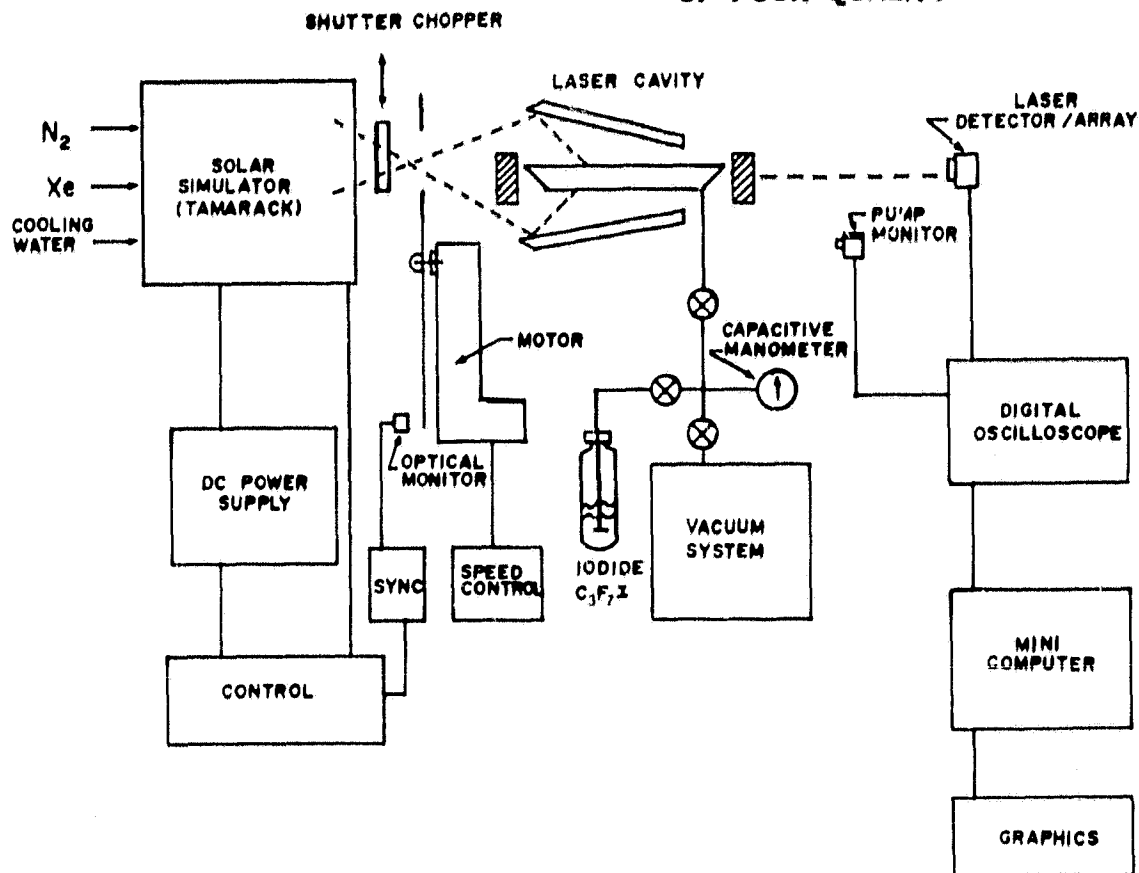 SHUTTER CHOPPER
LASER CAVITY
LASER
DETECTOR/ARRAY
N2
Xe
COOLING
WATER
SOLAR
SIMULATOR
(TAMARACK)
PUMP
MONITOR
MOTOR
CAPACITIVE
MANOMETER
DIGITAL
OSCILLOSCOPE
OPTICAL
MONITOR
DC POWER
SUPPLY
VACUUM
SYSTEM
SYNC
SPEED
CONTROL
IODIDE
C3F7I
MINI
COMPUTER
CONTROL
GRAPHICS